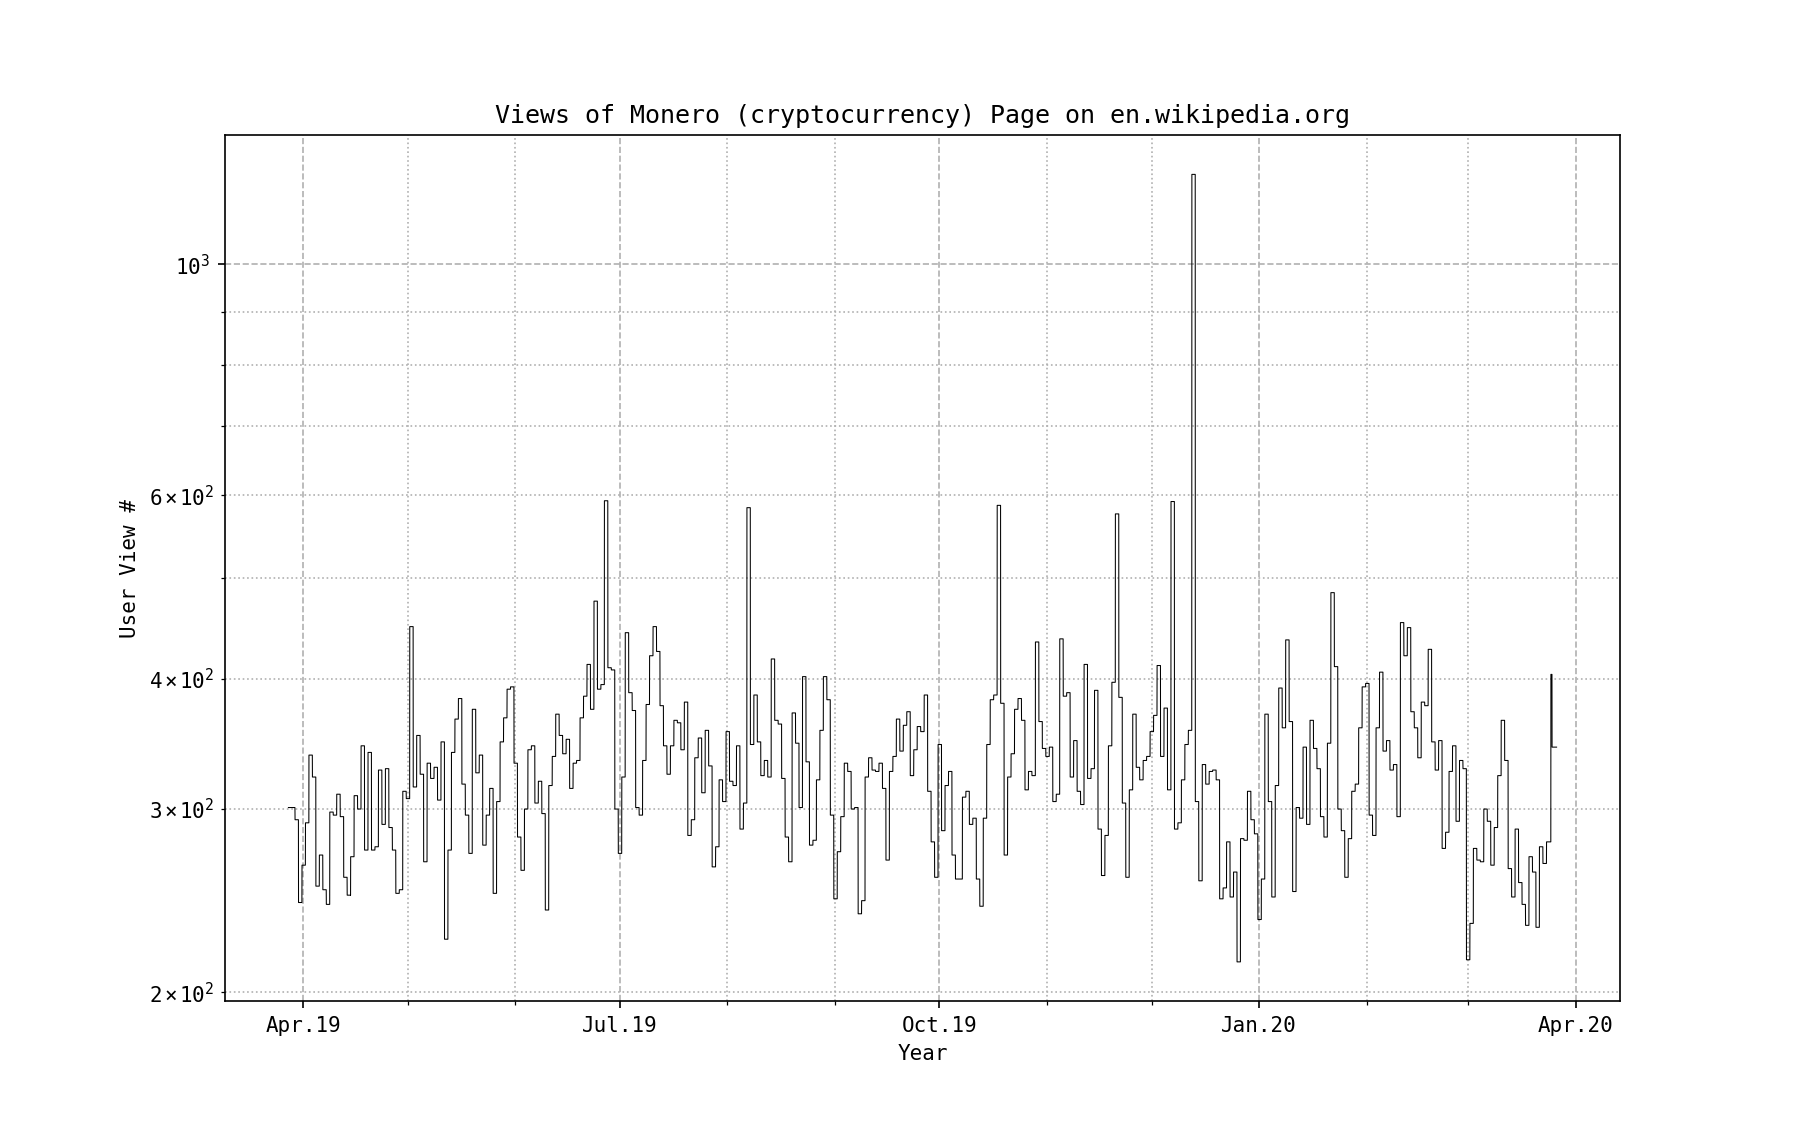 Views of Monero (cryptocurrency) Page on en.wikipedia.org
10³
6×10²
4×10²
3×10²
2×10²
User View #
Apr.19 Jul.19 Oct.19 Jan.20 Apr.20
Year